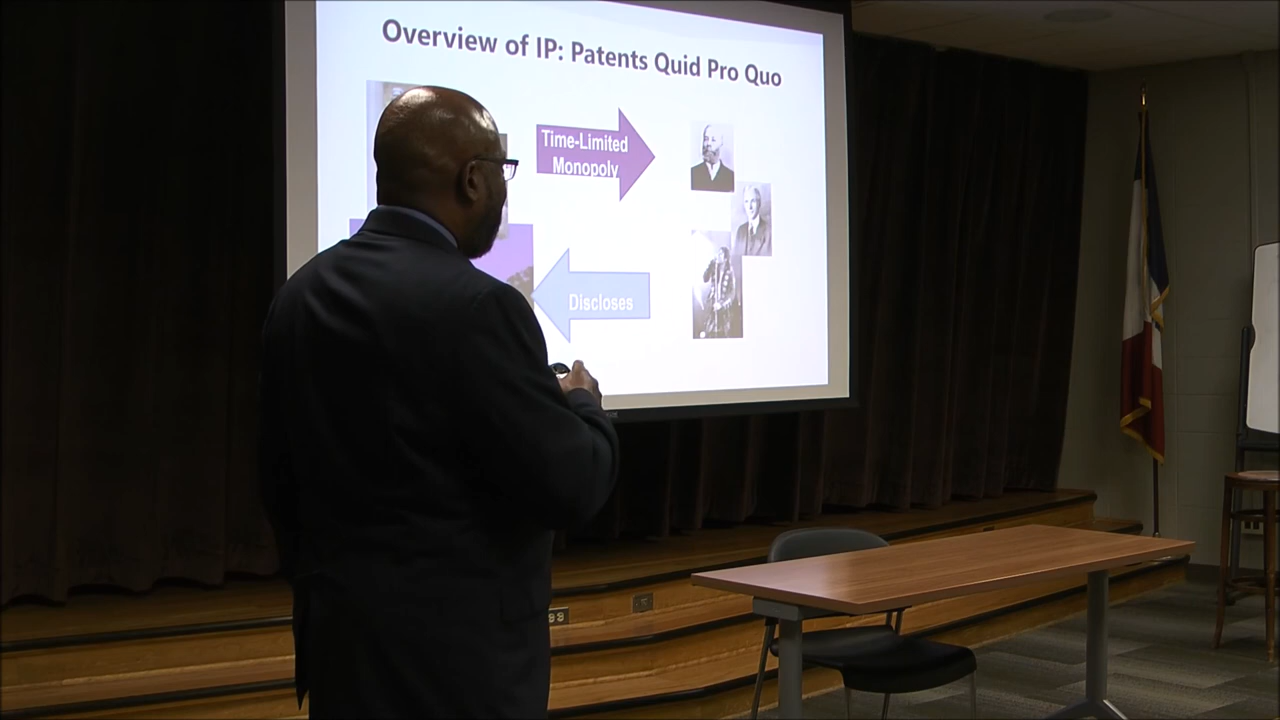 Overview of IP: Patents Quid Pro Quo
Time-Limited
Monopoly
Discloses